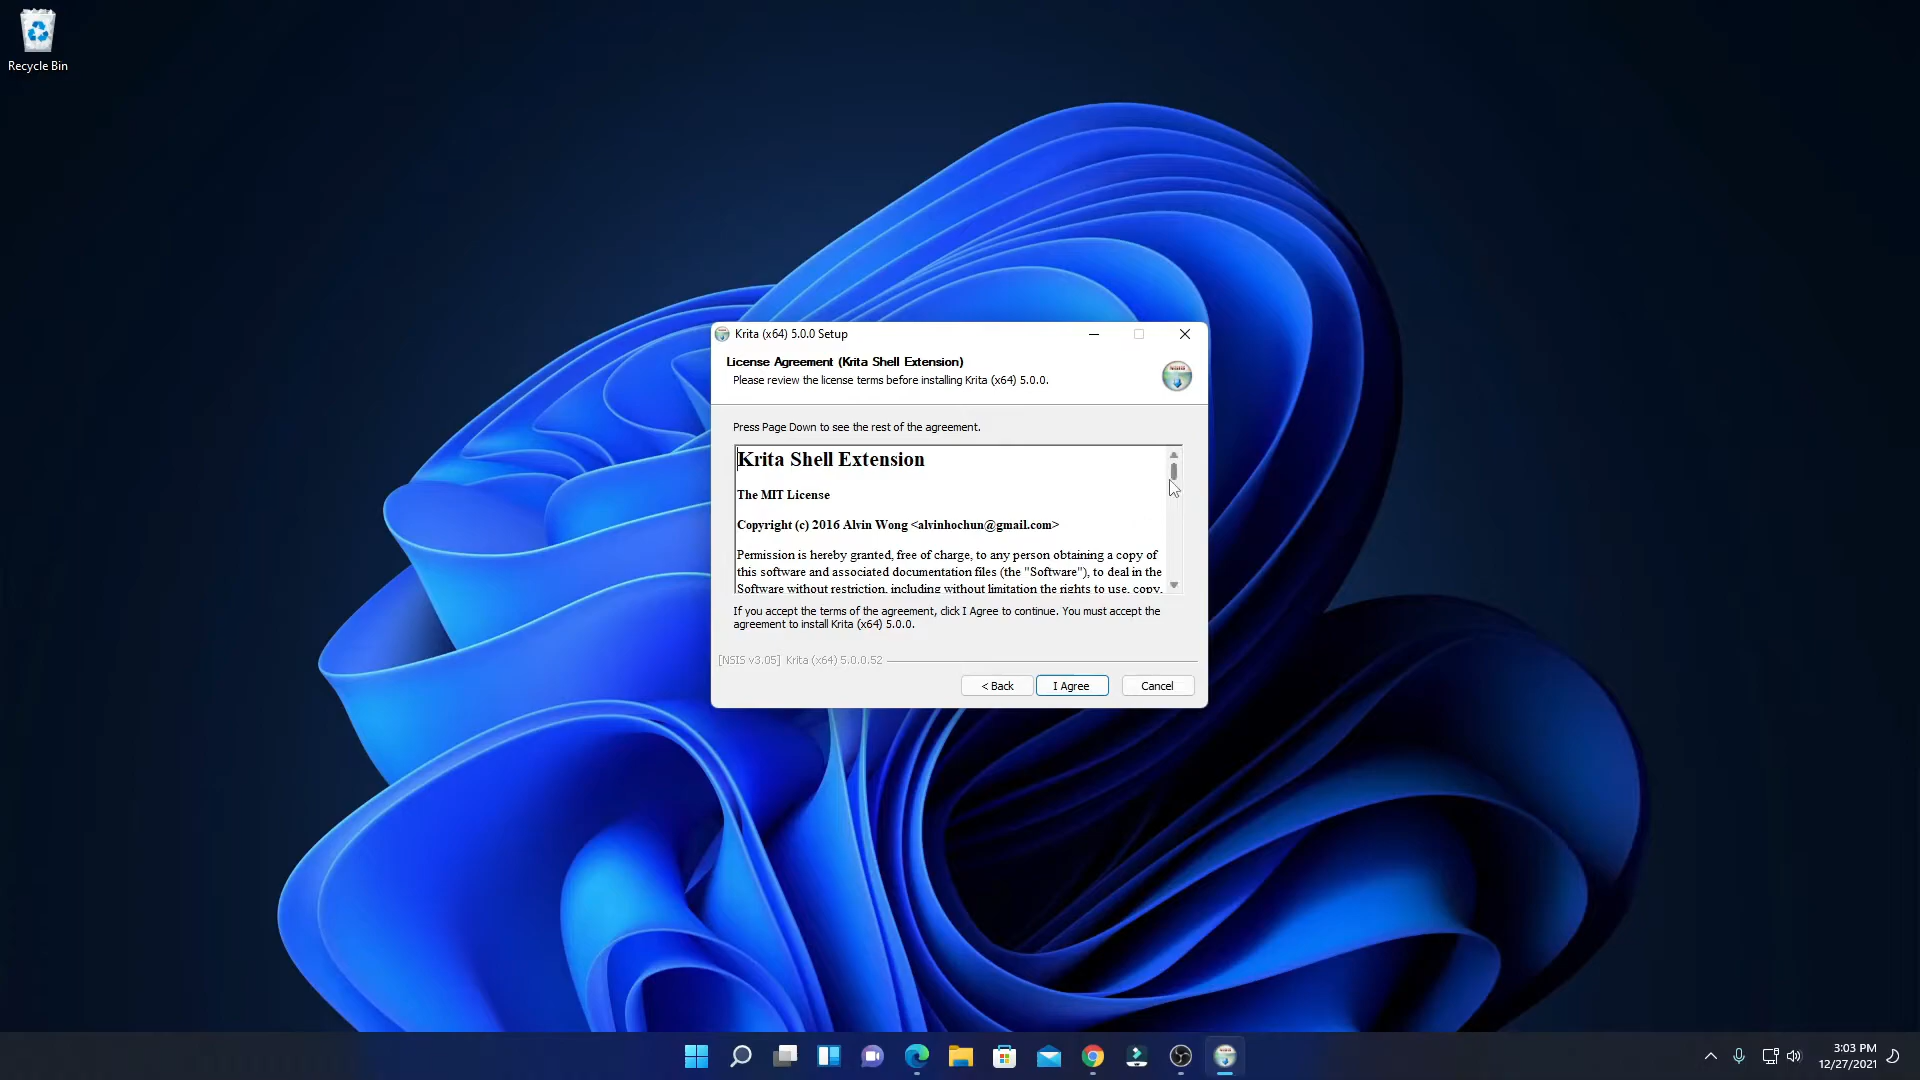 Recycle Bin
Krita (x64) 5.0.0 Setup
License Agreement (Krita Shell Extension)
Please review the license terms before installing Krita (x64) 5.0.0.
Press Page Down to see the rest of the agreement.
Krita Shell Extension
The MIT License
Copyright (c) 2016 Alvin Wong <alvinhochun@gmail.com>
Permission is hereby granted, free of charge, to any person obtaining a copy of
this software and associated documentation files (the "Software"), to deal in the
Software without restriction, including without limitation the rights to use, copy,
If you accept the terms of the agreement, click I Agree to continue. You must accept the
agreement to install Krita (x64) 5.0.0.
[NSIS v3.05] Krita (x64) 5.0.0.52
< Back
I Agree
Cancel
3:03 PM
12/27/2021